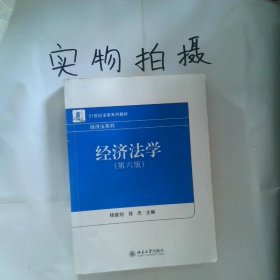 实物拍摄
21世纪法学系列教材
经济法系列
经济法学
(第六版)
杨紫烜 徐 杰 主编
北京大学出版社